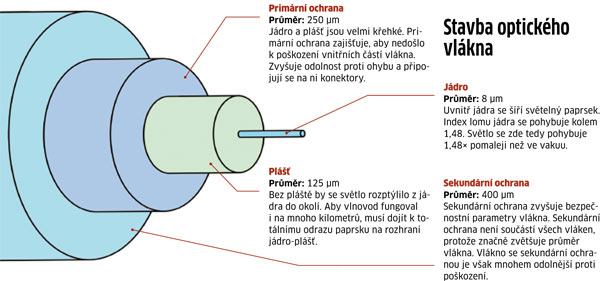 Primární ochrana
Průměr: 250 µm
Jádro a plášť jsou velmi křehké. Pri-
mární ochrana zajišťuje, aby nedošlo
k poškození vnitřních částí vlákna.
Zvyšuje odolnost proti ohybu a připo-
jují se na ni konektory.
Stavba optického
vlákna
Jádro
Průměr: 8 µm
Uvnitř jádra se šíří světelný paprsek.
Index lomu jádra se pohybuje kolem
1,48. Světlo se zde tedy pohybuje
1,48× pomaleji než ve vakuu.
Plášť
Průměr: 125 µm
Bez pláště by se světlo rozptýlilo z já-
dra do okolí. Aby vlnovod fungoval
i na mnoho kilometrů, musí dojít k to-
tálnímu odrazu paprsku na rozhraní
jádro-plášť.
Sekundární ochrana
Průměr: 400 µm
Sekundární ochrana zvyšuje bezpeč-
nostní parametry vlákna. Sekundární
ochrana není součástí všech vláken,
protože značně zvětšuje průměr
vlákna. Vlákno se sekundární ochra-
nou je však mnohem odolnější proti
poškození.